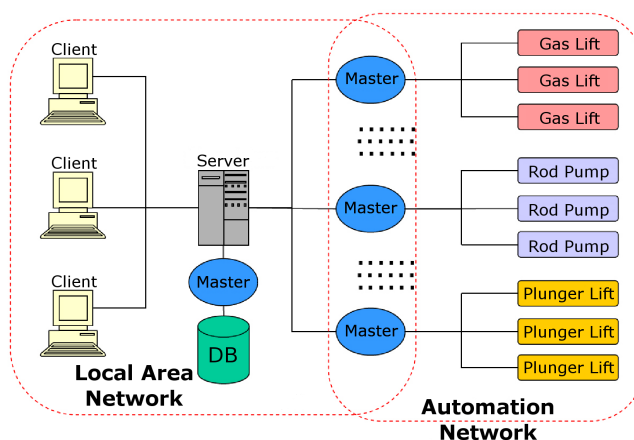 Client
Master
Gas Lift
Gas Lift
Gas Lift
Client
Server
Master
Rod Pump
Rod Pump
Rod Pump
Client
Master
DB
Master
Plunger Lift
Plunger Lift
Plunger Lift
Local Area
Network
Automation
Network